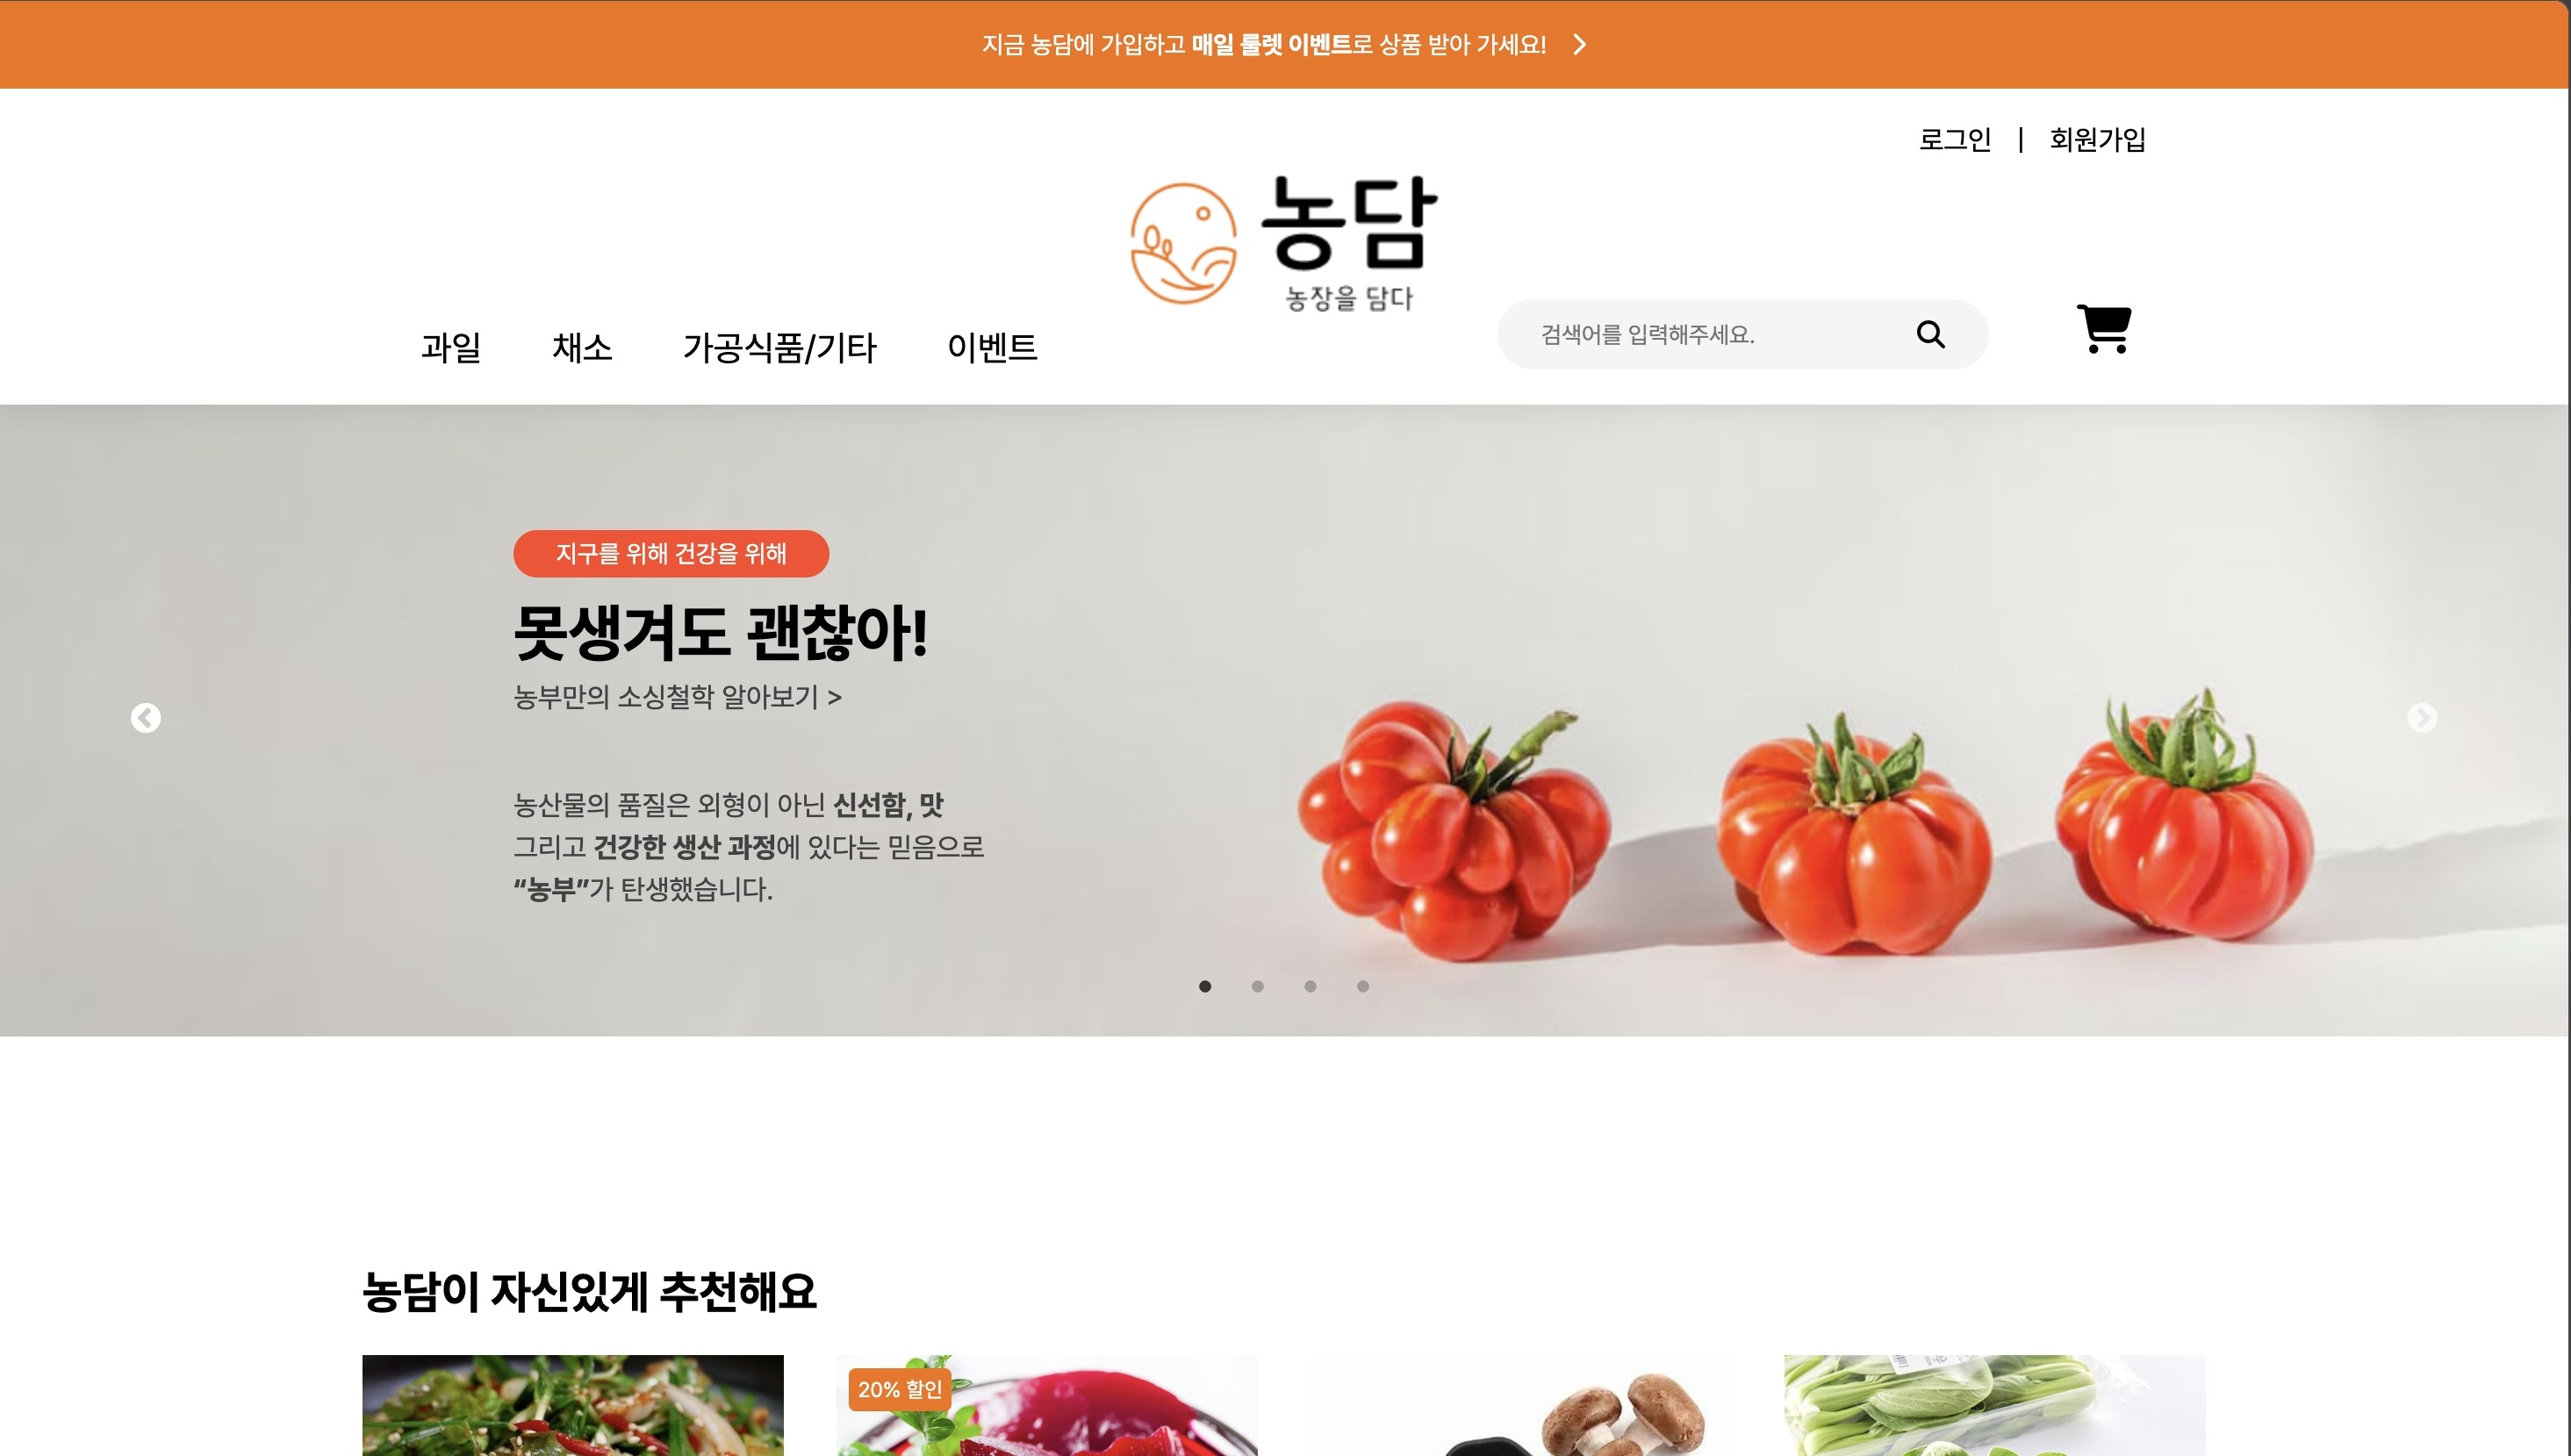 지금 농담에 가입하고 매일 룰렛 이벤트로 상품 받아 가세요!
로그인 | 회원가입
농담
농장을 담다
과일 채소 가공식품/기타 이벤트
검색어를 입력해주세요.
지구를 위해 건강을 위해
못생겨도 괜찮아!
농부만의 소싱철학 알아보기 >
농산물의 품질은 외형이 아닌 신선함, 맛
그리고 건강한 생산 과정에 있다는 믿음으로
“농부”가 탄생했습니다.
농담이 자신있게 추천해요
20% 할인